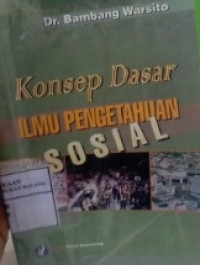 Dr. Bambang Warsito
Konsep Dasar
ILMU PENGETAHUAN
SOSIAL